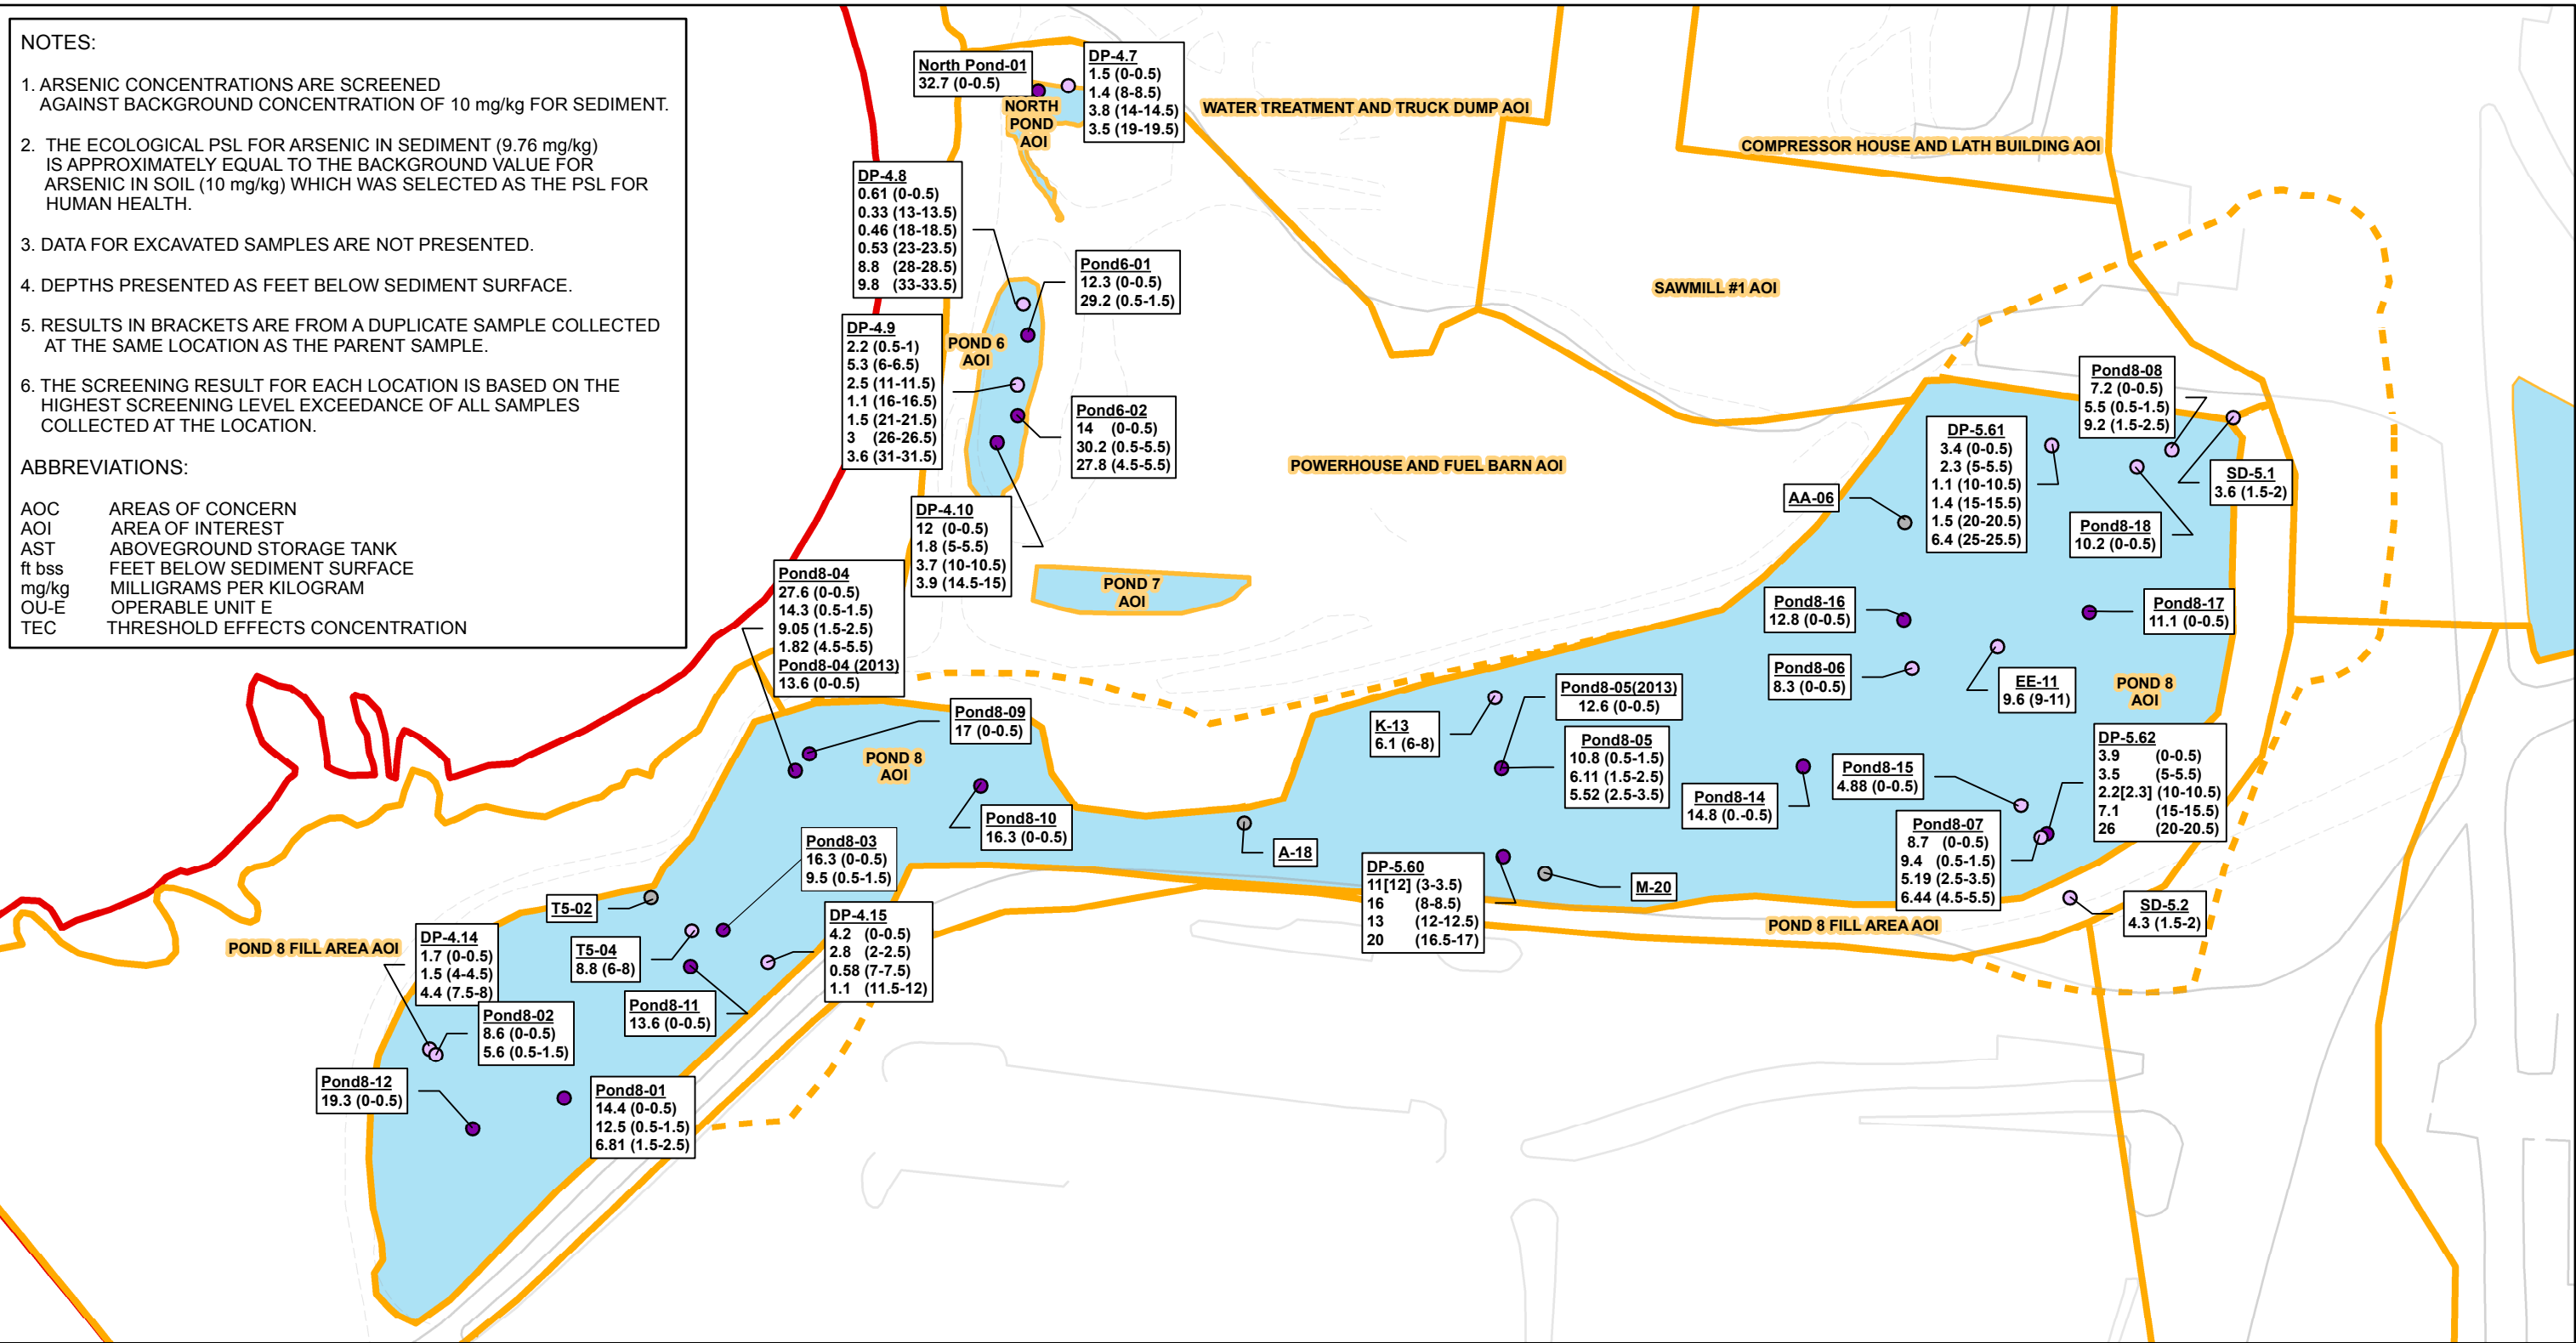 NOTES:
1. ARSENIC CONCENTRATIONS ARE SCREENED
AGAINST BACKGROUND CONCENTRATION OF 10 mg/kg FOR SEDIMENT.
2. THE ECOLOGICAL PSL FOR ARSENIC IN SEDIMENT (9.76 mg/kg)
IS APPROXIMATELY EQUAL TO THE BACKGROUND VALUE FOR
ARSENIC IN SOIL (10 mg/kg) WHICH WAS SELECTED AS THE PSL FOR
HUMAN HEALTH.
3. DATA FOR EXCAVATED SAMPLES ARE NOT PRESENTED.
4. DEPTHS PRESENTED AS FEET BELOW SEDIMENT SURFACE.
5. RESULTS IN BRACKETS ARE FROM A DUPLICATE SAMPLE COLLECTED
AT THE SAME LOCATION AS THE PARENT SAMPLE.
6. THE SCREENING RESULT FOR EACH LOCATION IS BASED ON THE
HIGHEST SCREENING LEVEL EXCEEDANCE OF ALL SAMPLES
COLLECTED AT THE LOCATION.
ABBREVIATIONS:
AOC AREAS OF CONCERN
AOI AREA OF INTEREST
AST ABOVEGROUND STORAGE TANK
ft bss FEET BELOW SEDIMENT SURFACE
mg/kg MILLIGRAMS PER KILOGRAM
OU-E OPERABLE UNIT E
TEC THRESHOLD EFFECTS CONCENTRATION
North Pond-01
32.7 (0-0.5)
DP-4.7
1.5 (0-0.5)
1.4 (8-8.5)
3.8 (14-14.5)
3.5 (19-19.5)
NORTH
POND
AOI
WATER TREATMENT AND TRUCK DUMP AOI
COMPRESSOR HOUSE AND LATH BUILDING AOI
DP-4.8
0.61 (0-0.5)
0.33 (13-13.5)
0.46 (18-18.5)
0.53 (23-23.5)
8.8 (28-28.5)
9.8 (33-33.5)
Pond6-01
12.3 (0-0.5)
29.2 (0.5-1.5)
SAWMILL #1 AOI
DP-4.9
2.2 (0.5-1)
5.3 (6-6.5)
2.5 (11-11.5)
1.1 (16-16.5)
1.5 (21-21.5)
3 (26-26.5)
3.6 (31-31.5)
POND 6
AOI
Pond6-02
14 (0-0.5)
30.2 (0.5-5.5)
27.8 (4.5-5.5)
POWERHOUSE AND FUEL BARN AOI
DP-4.10
12 (0-0.5)
1.8 (5-5.5)
3.7 (10-10.5)
3.9 (14.5-15)
POND 7
AOI
Pond8-08
7.2 (0-0.5)
5.5 (0.5-1.5)
9.2 (1.5-2.5)
DP-5.61
3.4 (0-0.5)
2.3 (5-5.5)
1.1 (10-10.5)
1.4 (15-15.5)
1.5 (20-20.5)
6.4 (25-25.5)
SD-5.1
3.6 (1.5-2)
AA-06
Pond8-18
10.2 (0-0.5)
Pond8-04
27.6 (0-0.5)
14.3 (0.5-1.5)
9.05 (1.5-2.5)
1.82 (4.5-5.5)
Pond8-04 (2013)
13.6 (0-0.5)
Pond8-16
12.8 (0-0.5)
Pond8-17
11.1 (0-0.5)
Pond8-06
8.3 (0-0.5)
EE-11
9.6 (9-11)
POND 8
AOI
Pond8-09
17 (0-0.5)
POND 8
AOI
K-13
6.1 (6-8)
Pond8-05(2013)
12.6 (0-0.5)
Pond8-05
10.8 (0.5-1.5)
6.11 (1.5-2.5)
5.52 (2.5-3.5)
Pond8-14
14.8 (0.-0.5)
Pond8-15
4.88 (0-0.5)
DP-5.62
3.9 (0-0.5)
3.5 (5-5.5)
2.2[2.3] (10-10.5)
7.1 (15-15.5)
26 (20-20.5)
Pond8-10
16.3 (0-0.5)
Pond8-03
16.3 (0-0.5)
9.5 (0.5-1.5)
A-18
Pond8-07
8.7 (0-0.5)
9.4 (0.5-1.5)
5.19 (2.5-3.5)
6.44 (4.5-5.5)
DP-5.60
11[12] (3-3.5)
16 (8-8.5)
13 (12-12.5)
20 (16.5-17)
M-20
SD-5.2
4.3 (1.5-2)
POND 8 FILL AREA AOI
T5-02
DP-4.15
4.2 (0-0.5)
2.8 (2-2.5)
0.58 (7-7.5)
1.1 (11.5-12)
POND 8 FILL AREA AOI
DP-4.14
1.7 (0-0.5)
1.5 (4-4.5)
4.4 (7.5-8)
T5-04
8.8 (6-8)
Pond8-11
13.6 (0-0.5)
Pond8-02
8.6 (0-0.5)
5.6 (0.5-1.5)
Pond8-12
19.3 (0-0.5)
Pond8-01
14.4 (0-0.5)
12.5 (0.5-1.5)
6.81 (1.5-2.5)